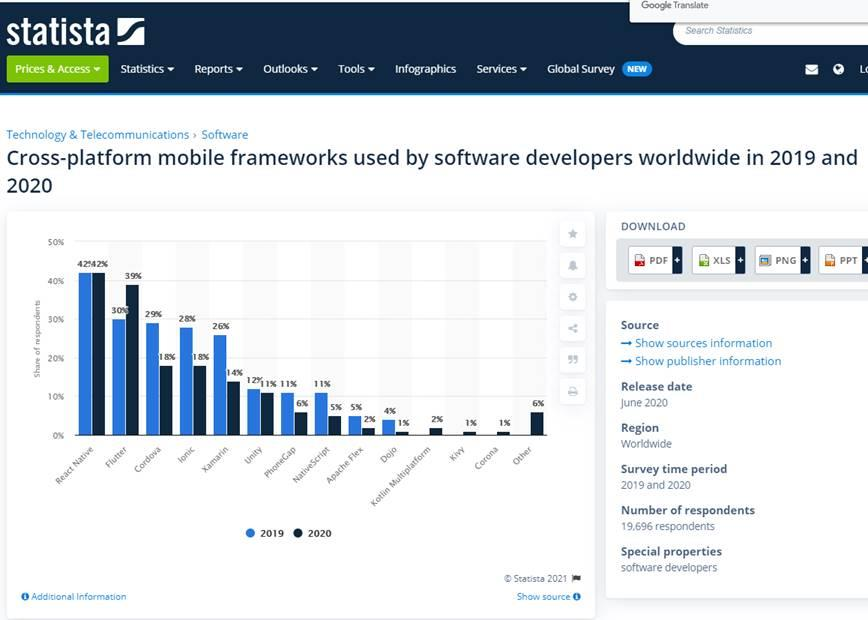 Google Translate
statista
Search Statistics
Prices & Access
Statistics
Reports
Outlooks
Tools
Infographics
Services
Global Survey NEW
Technology & Telecommunications › Software
Cross-platform mobile frameworks used by software developers worldwide in 2019 and
2020
50%
40%
30%
20%
10%
0%
Share of respondents
42% 42%
30% 39%
29% 18%
28% 18%
26% 14%
12% 11%
11% 6%
11% 5%
5% 2%
4% 1%
2%
1%
1%
6%
React Native
Flutter
Cordova
Ionic
Xamarin
Unity
PhoneGap
NativeScript
Apache Flex
Dojo
Kotlin Multiplatform
Kivy
Corona
Other
2019 2020
© Statista 2021
Additional Information
Show source
DOWNLOAD
PDF + XLS + PNG + PPT +
Source
Show sources information
Show publisher information
Release date
June 2020
Region
Worldwide
Survey time period
2019 and 2020
Number of respondents
19,696 respondents
Special properties
software developers